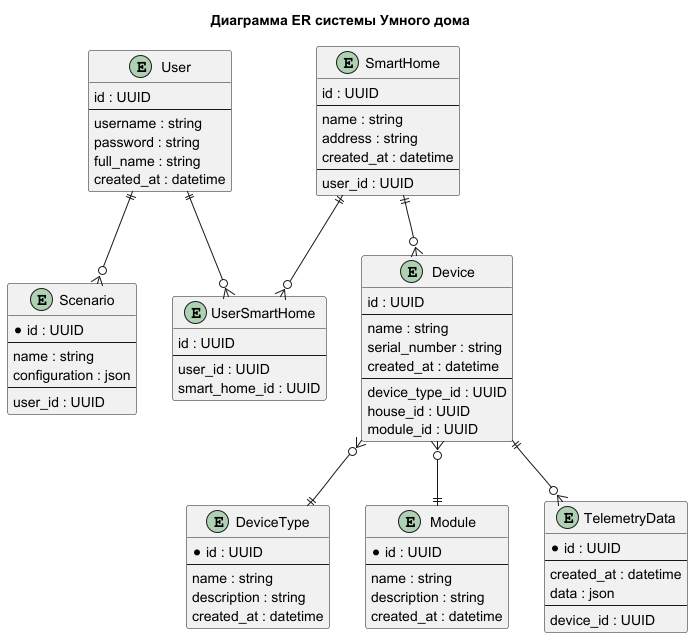 Диаграмма ER системы Умного дома
E User
id : UUID
username : string
password : string
full_name : string
created_at : datetime
E SmartHome
id : UUID
name : string
address : string
created_at : datetime
user_id : UUID
E Scenario
id : UUID
name : string
configuration : json
user_id : UUID
E UserSmartHome
id : UUID
user_id : UUID
smart_home_id : UUID
E Device
id : UUID
name : string
serial_number : string
created_at : datetime
device_type_id : UUID
house_id : UUID
module_id : UUID
E DeviceType
id : UUID
name : string
description : string
created_at : datetime
E Module
id : UUID
name : string
description : string
created_at : datetime
E TelemetryData
id : UUID
created_at : datetime
data : json
device_id : UUID